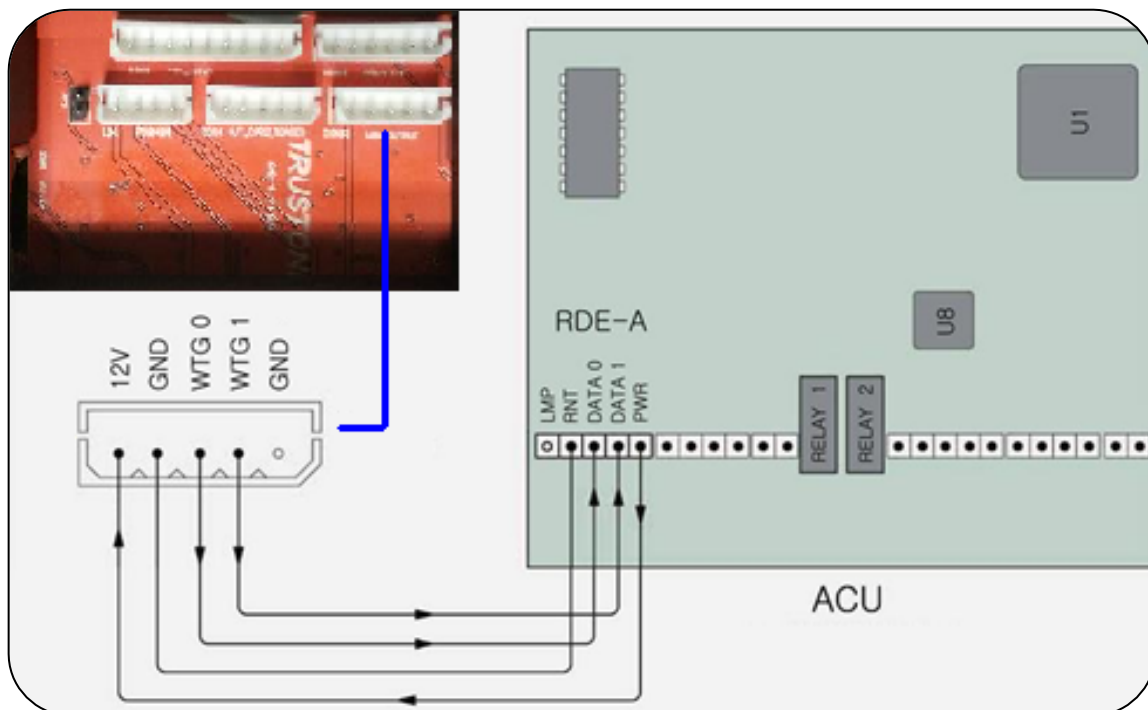 TRUSTON
12V
GND
WTG 0
WTG 1
GND
U1
U8
RDE-A
LMP
RNT
DATA 0
DATA 1
PWR
RELAY 1
RELAY 2
ACU